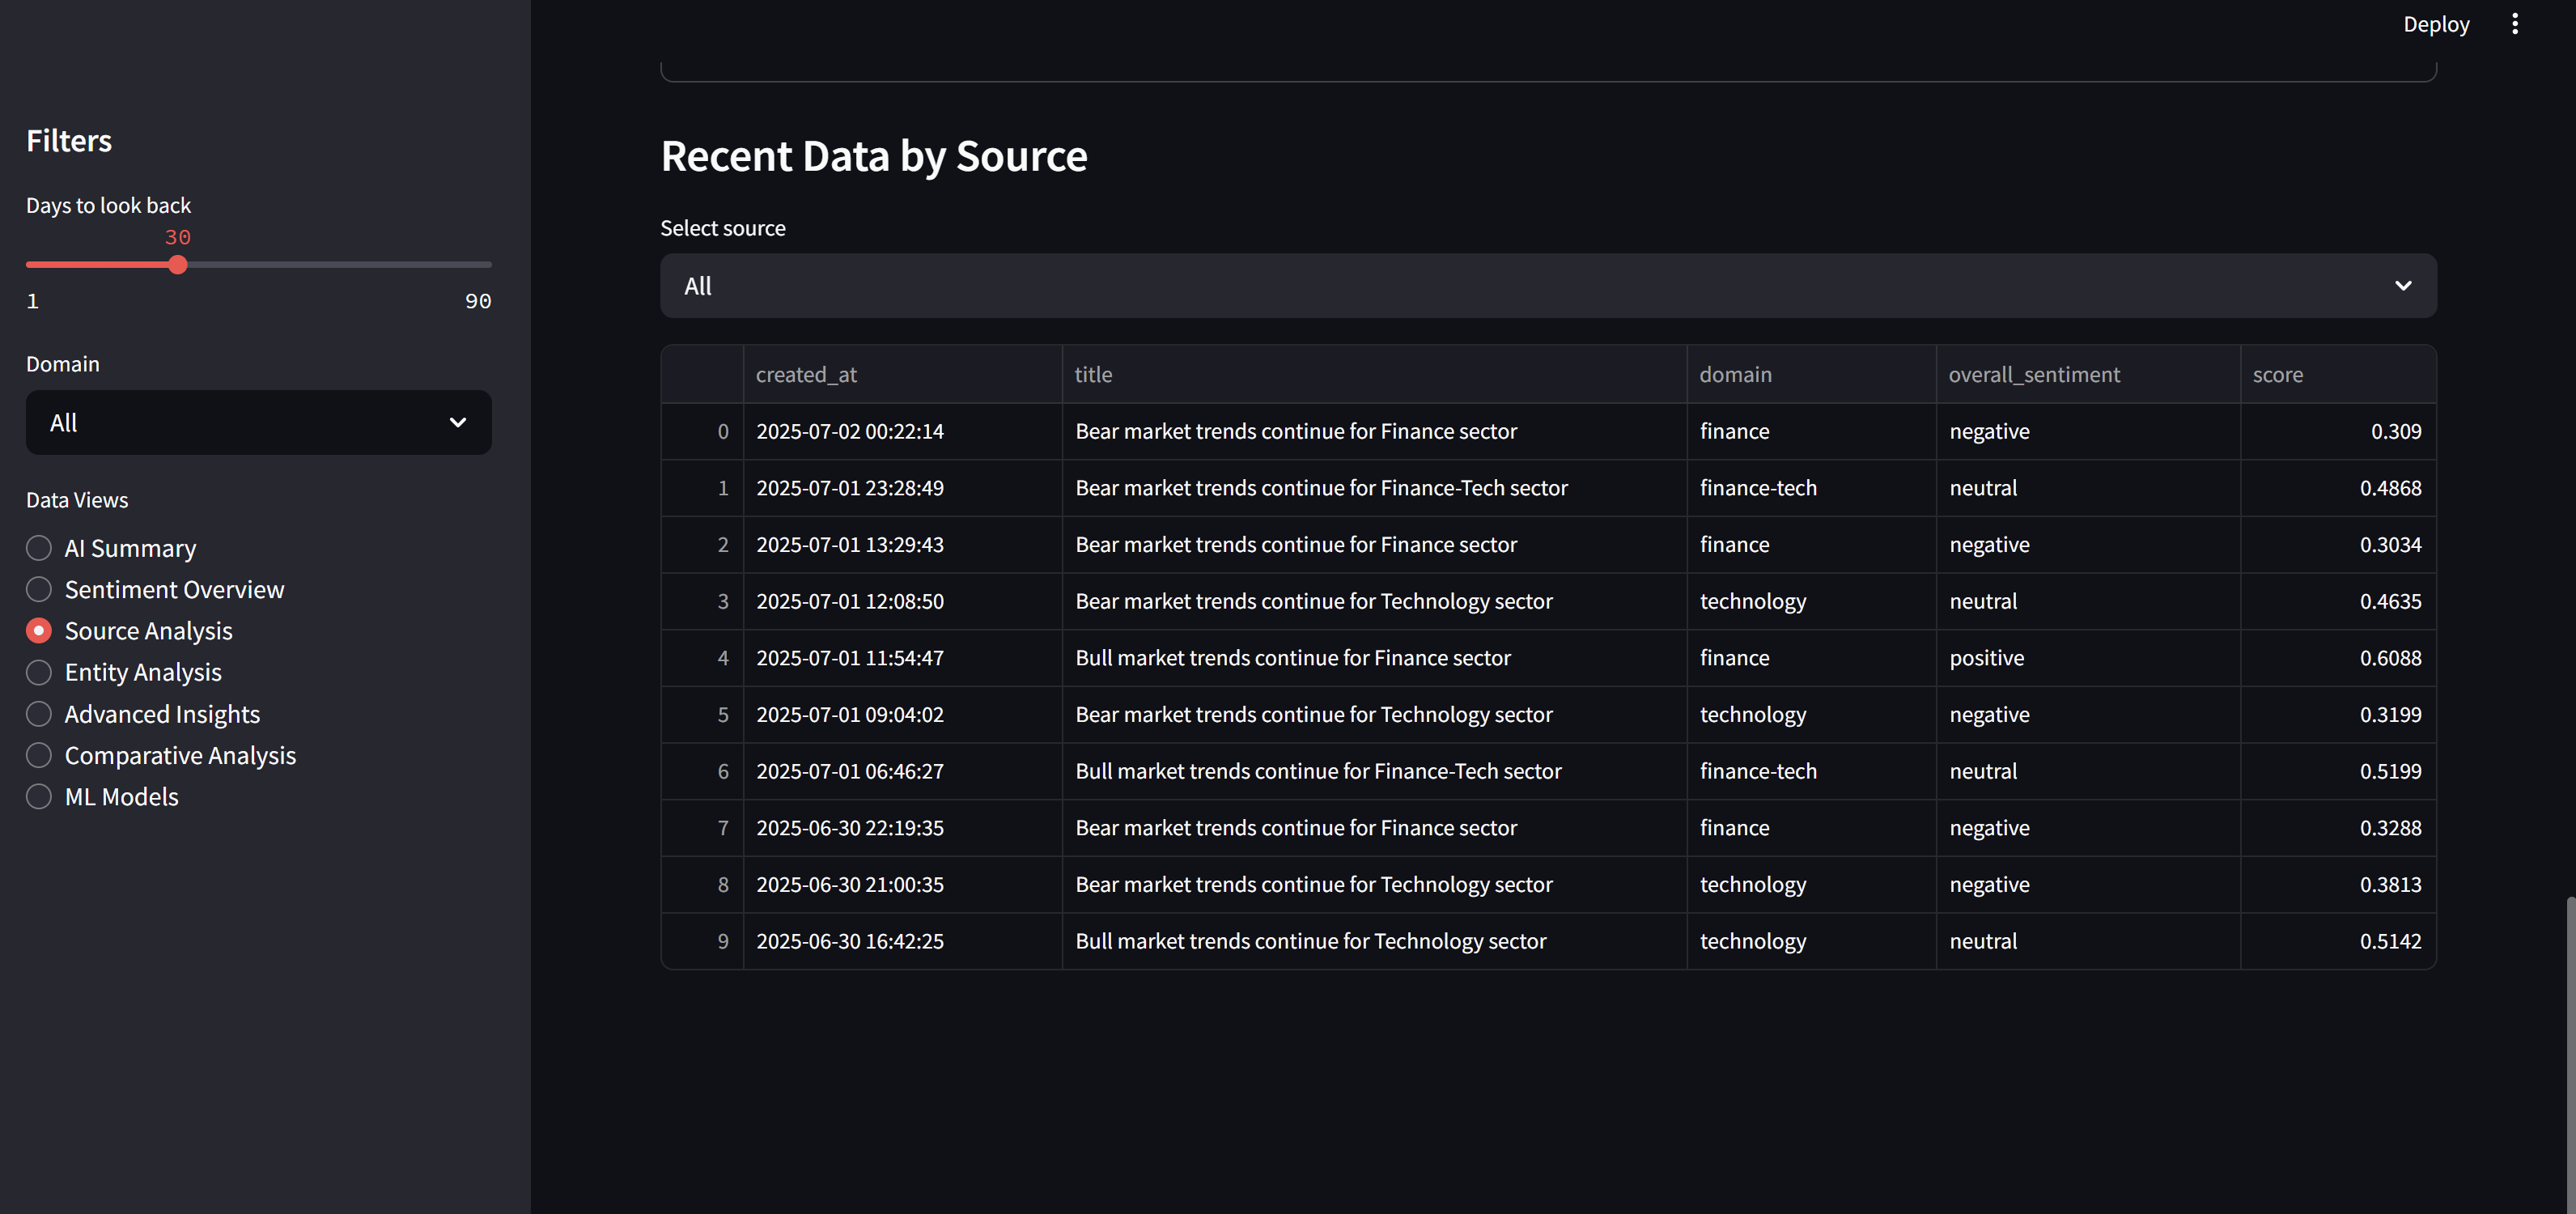 Deploy
Filters
Days to look back
30
1 90
Domain
All
Data Views
AI Summary
Sentiment Overview
Source Analysis
Entity Analysis
Advanced Insights
Comparative Analysis
ML Models
Recent Data by Source
Select source
All
created_at title domain overall_sentiment score
0 2025-07-02 00:22:14 Bear market trends continue for Finance sector finance negative 0.309
1 2025-07-01 23:28:49 Bear market trends continue for Finance-Tech sector finance-tech neutral 0.4868
2 2025-07-01 13:29:43 Bear market trends continue for Finance sector finance negative 0.3034
3 2025-07-01 12:08:50 Bear market trends continue for Technology sector technology neutral 0.4635
4 2025-07-01 11:54:47 Bull market trends continue for Finance sector finance positive 0.6088
5 2025-07-01 09:04:02 Bear market trends continue for Technology sector technology negative 0.3199
6 2025-07-01 06:46:27 Bull market trends continue for Finance-Tech sector finance-tech neutral 0.5199
7 2025-06-30 22:19:35 Bear market trends continue for Finance sector finance negative 0.3288
8 2025-06-30 21:00:35 Bear market trends continue for Technology sector technology negative 0.3813
9 2025-06-30 16:42:25 Bull market trends continue for Technology sector technology neutral 0.5142